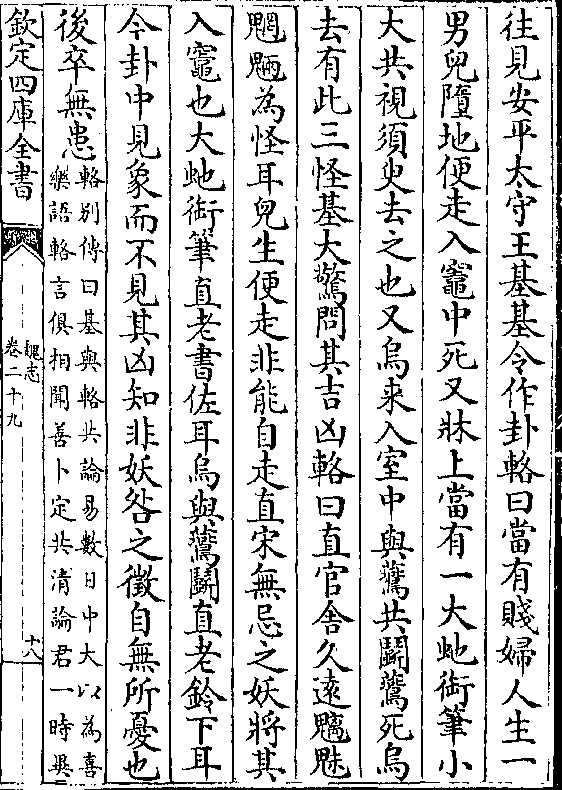 往見安平太守王基基令作卦輅曰當有賤婦人生一
男兒墮地便走入竈中死又牀上當有一大虵銜筆小
大共視須臾去之也又烏来入室中與鷰共鬭鷰死烏
去有此三怪基大驚問其吉凶輅曰直官舍久逺魑魅
魍魎為怪耳兒生便走非能自走直宋無忌之妖將其
入竈也大虵銜筆直老書佐耳烏與鷰鬭直老鈴下耳
今卦中見象而不見其凶知非妖咎之徴自無所憂也
後卒無患
輅别傳曰基與輅共論易數日中大以為喜
樂語輅言俱相聞善卜定共清論君一時異
欽定四庫全書
魏志
卷二十九
十八